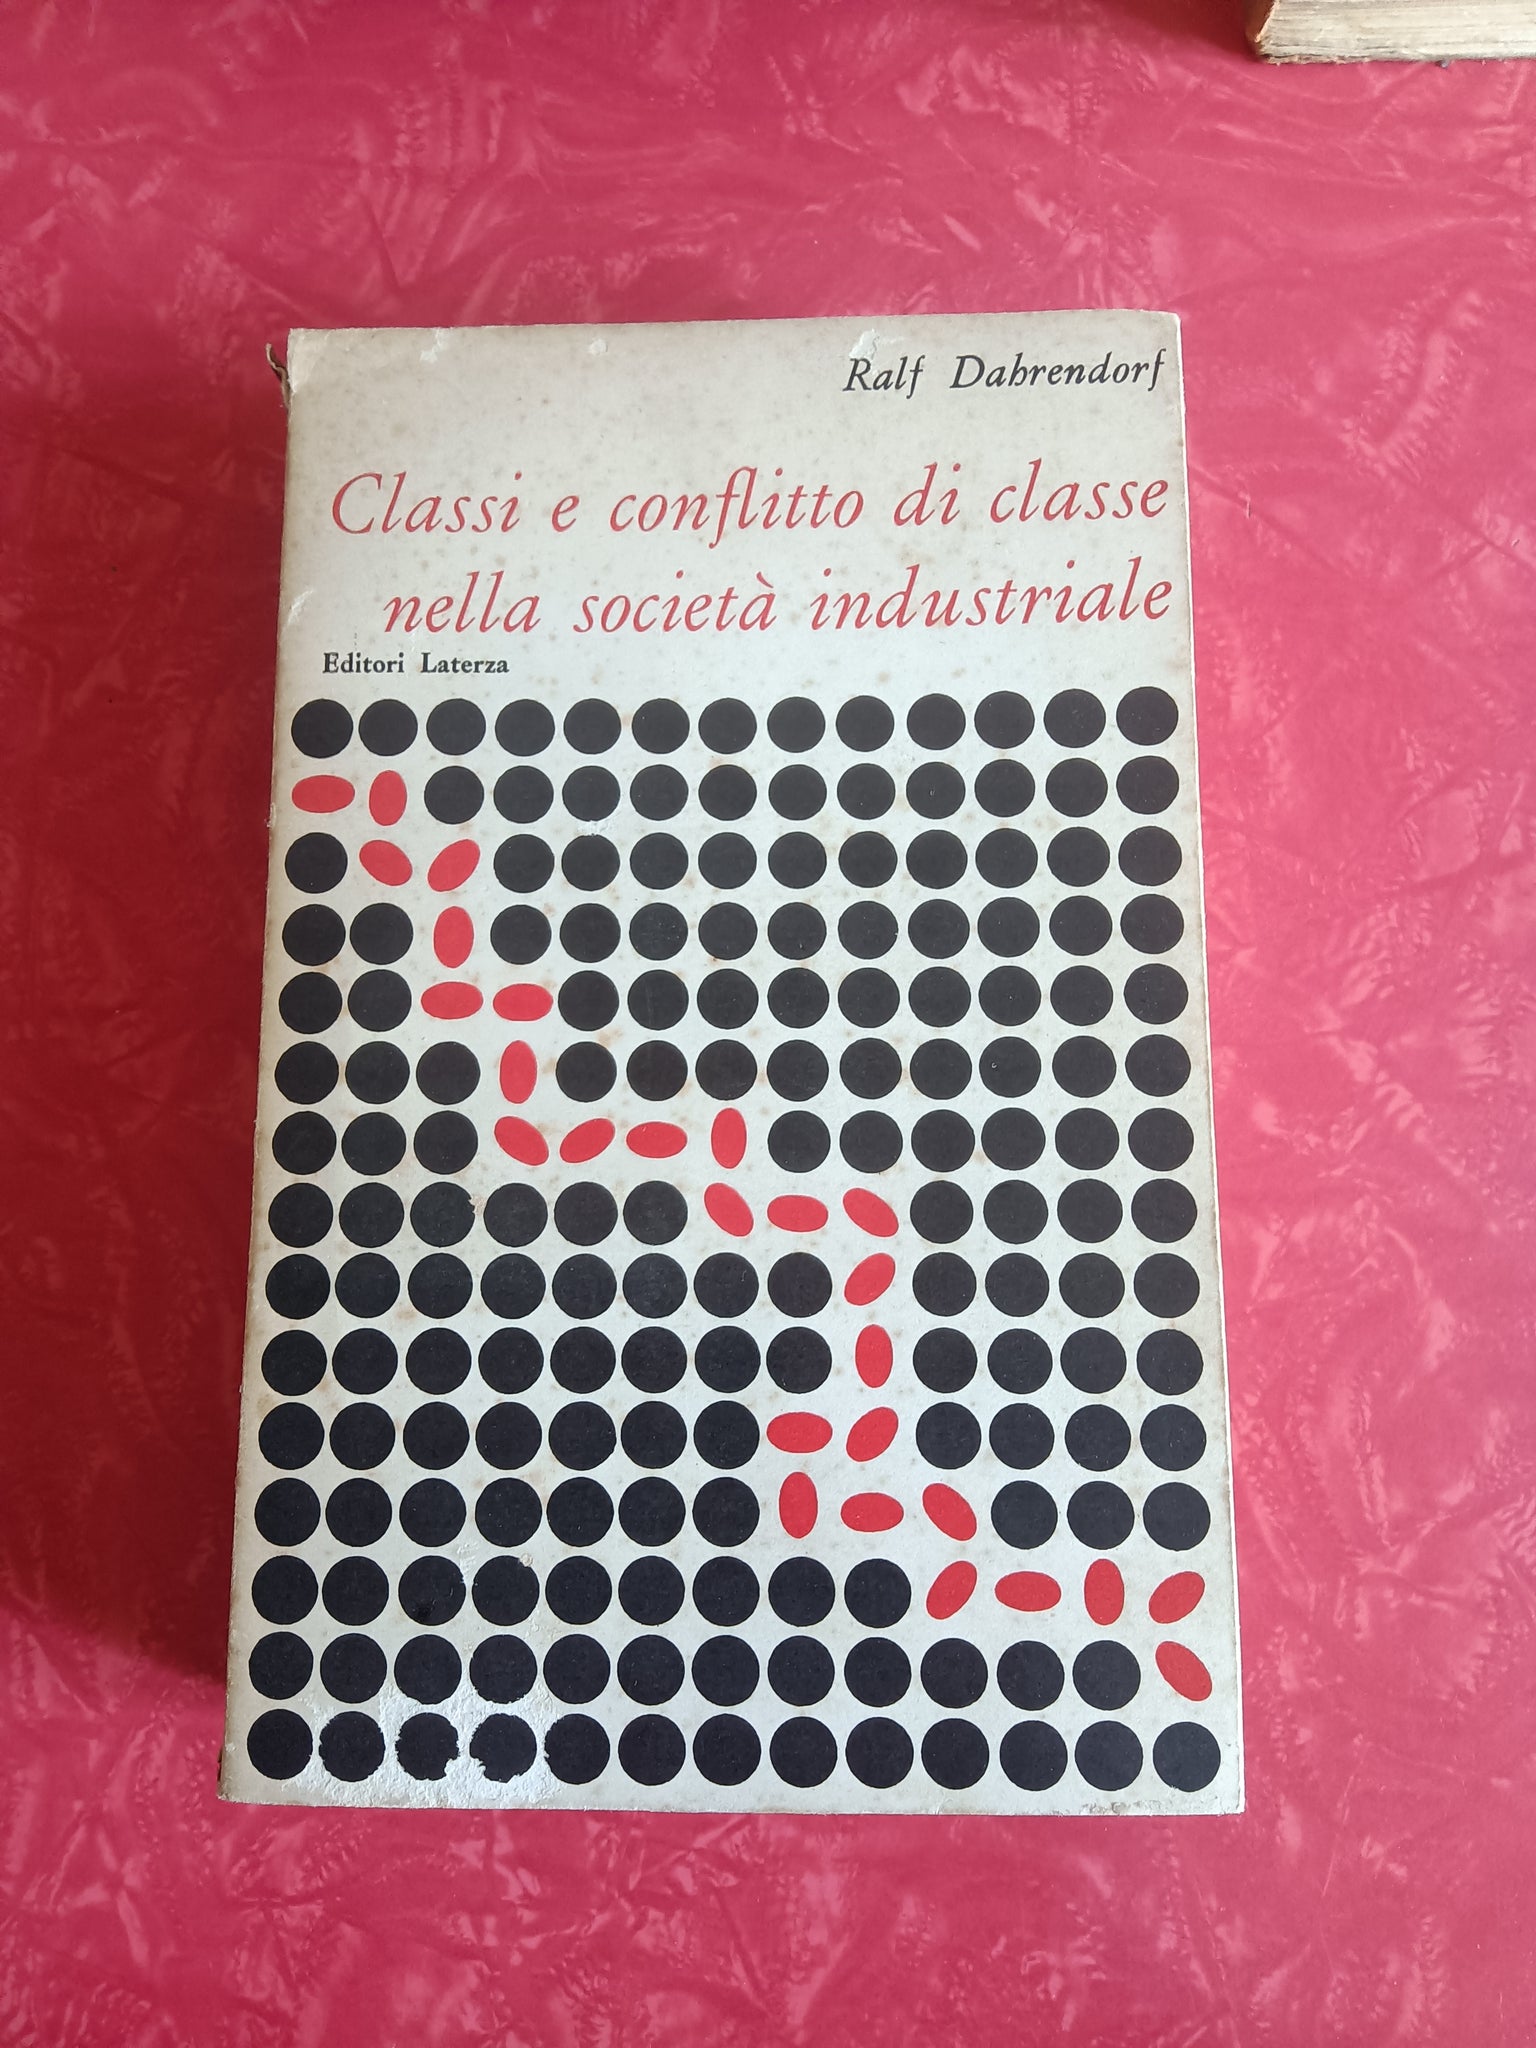 Ralf Dahrendorf
Classi e conflitto di classe
nella società industriale
Editori Laterza